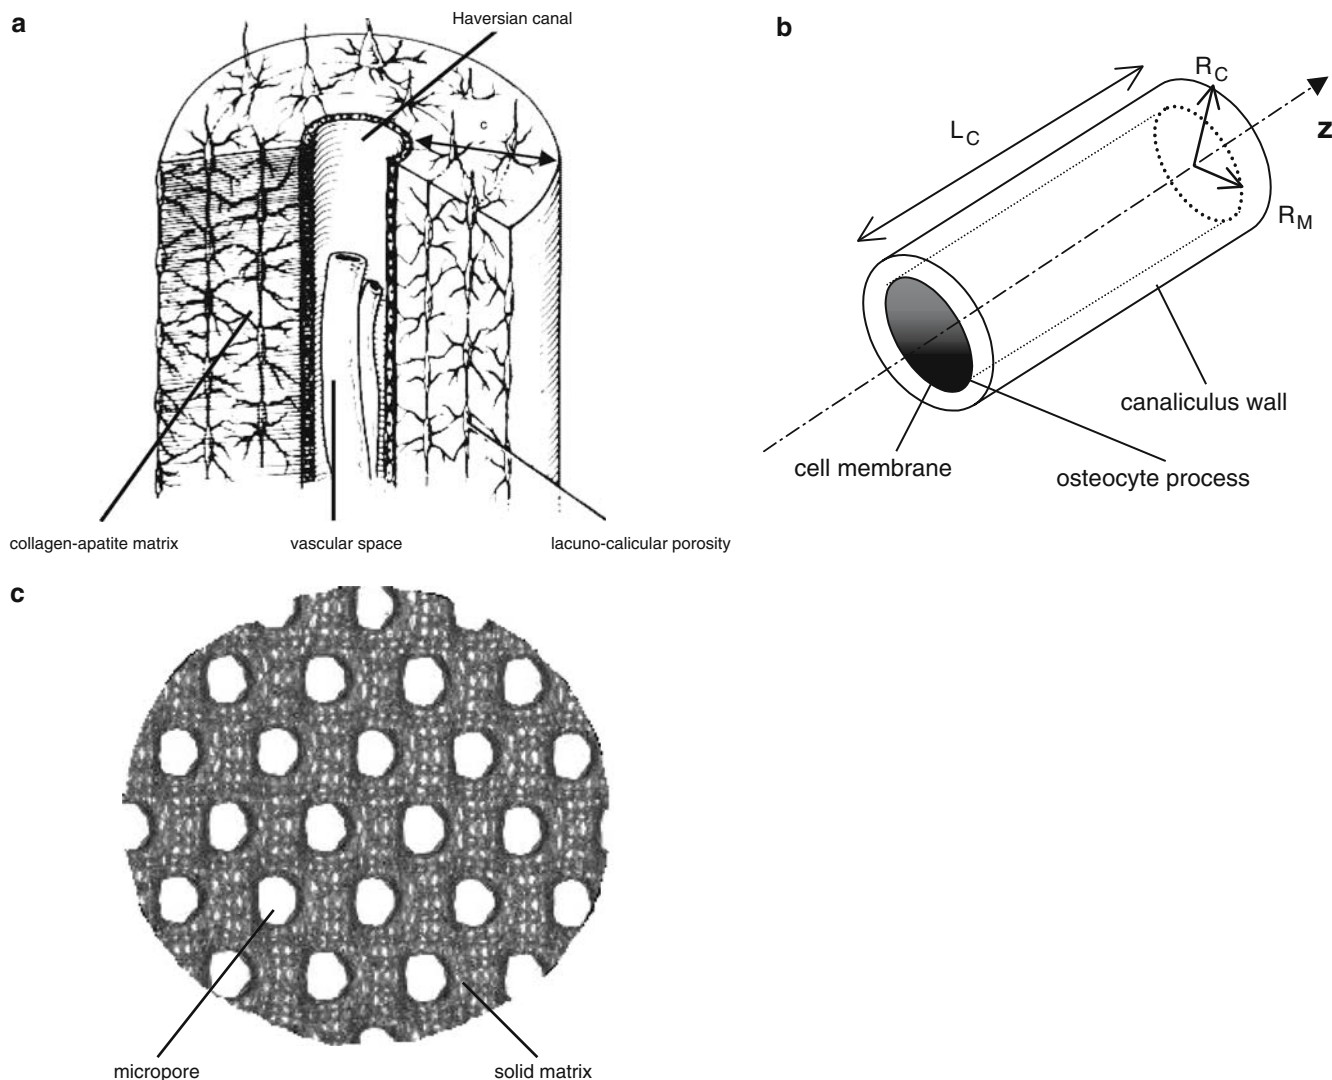 a
Haversian canal
c
collagen-apatite matrix
vascular space
lacuno-calicular porosity
b
R_C
L_C
z
R_M
canaliculus wall
cell membrane
osteocyte process
c
micropore
solid matrix